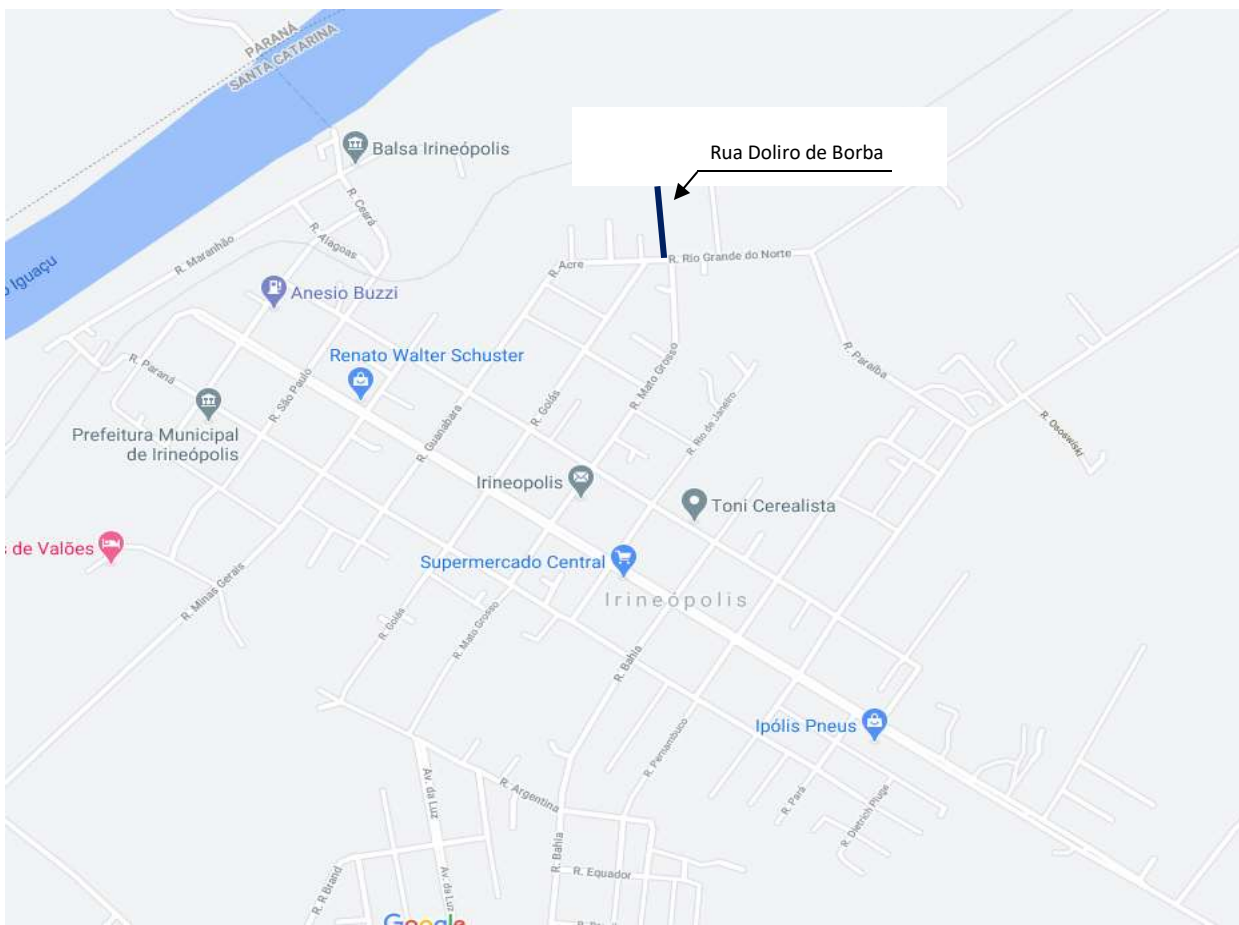 PARANÁ
SANTA CATARINA
Balsa Irineópolis
Rua Doliro de Borba
R. Ceará
R. Alagoas
R. Maranhão
Iguaçu
R. Acre
R. Rio Grande do Norte
Anesio Buzzi
Renato Walter Schuster
R. Paraná
R. São Paulo
R. Mato Grosso
R. Paraíba
Prefeitura Municipal
de Irineópolis
R. Guanabara
R. Goiás
Rio de Janeiro
R. Ososwiski
Irineopolis
Toni Cerealista
de Valões
Supermercado Central
Irineópolis
R. Minas Gerais
R. Goiás
R. Mato Grosso
R. Bahia
Ipólis Pneus
R. Pernambuco
Av. da Luz
R. Argentina
R. Pará
R. Dietrich Pluge
R. Bahia
R. Equador
Av. da Luz
R. R Brand
Google